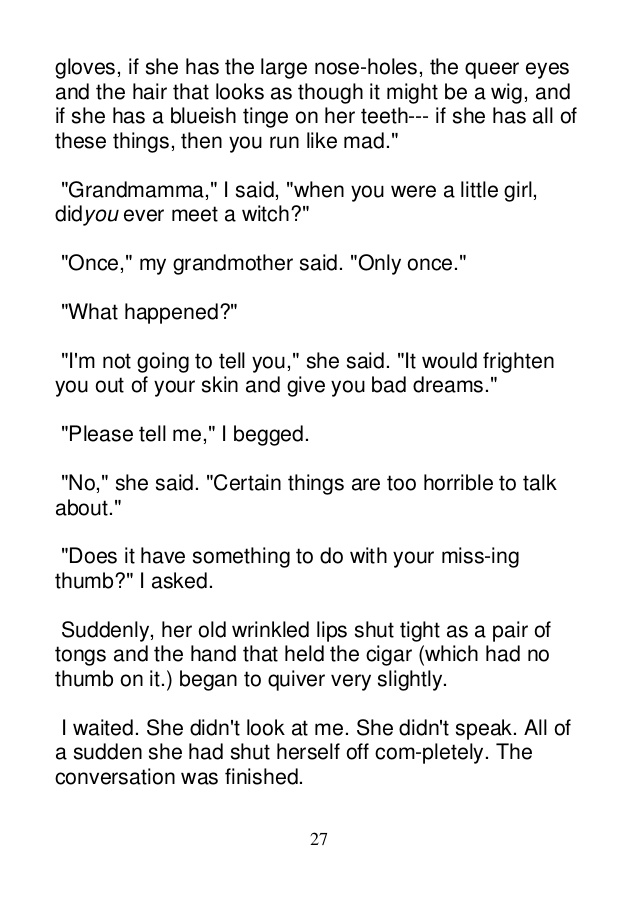 gloves, if she has the large nose-holes, the queer eyes
and the hair that looks as though it might be a wig, and
if she has a blueish tinge on her teeth--- if she has all of
these things, then you run like mad."
"Grandmamma," I said, "when you were a little girl,
didyou ever meet a witch?"
"Once," my grandmother said. "Only once."
"What happened?"
"I'm not going to tell you," she said. "It would frighten
you out of your skin and give you bad dreams."
"Please tell me," I begged.
"No," she said. "Certain things are too horrible to talk
about."
"Does it have something to do with your miss-ing
thumb?" I asked.
Suddenly, her old wrinkled lips shut tight as a pair of
tongs and the hand that held the cigar (which had no
thumb on it.) began to quiver very slightly.
I waited. She didn't look at me. She didn't speak. All of
a sudden she had shut herself off com-pletely. The
conversation was finished.
27